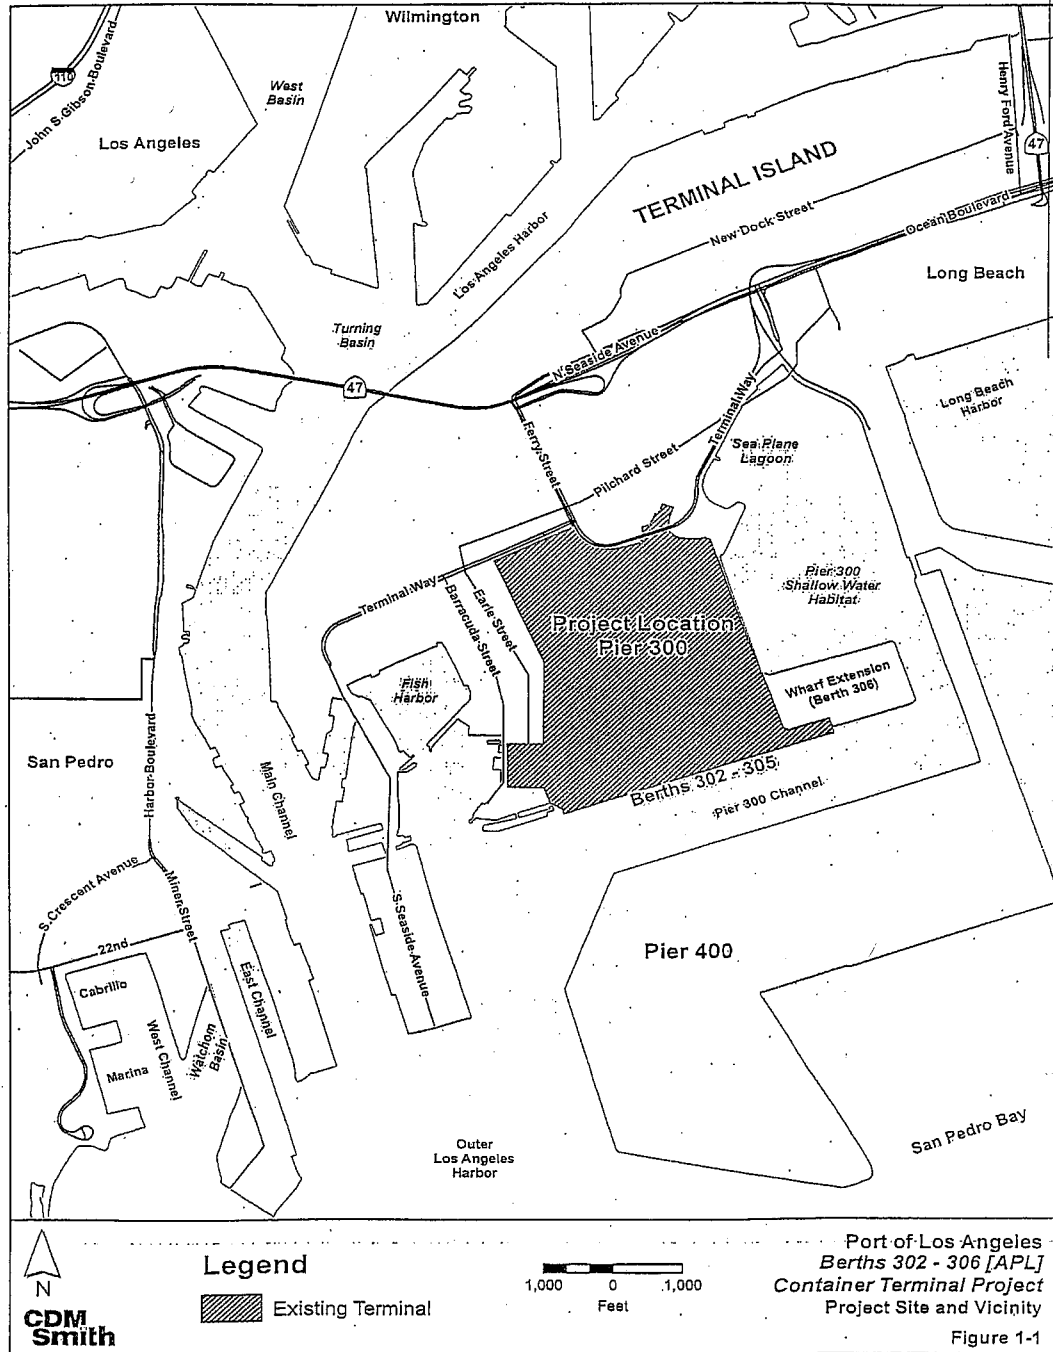 Wilmington
110
John S Gibson Boulevard
West
Basin
Los Angeles
Henry Ford Avenue
47
TERMINAL ISLAND
New Dock Street
Ocean Boulevard
Los Angeles Harbor
Long Beach
Turning
Basin
N Seaside Avenue
47
Long Beach
Harbor
Ferry Street
Terminal Way
Sea Plane
Lagoon
Pilchard Street
Pier 300
Shallow Water
Habitat
Terminal Way
Earle Street
Barracuda Street
Project Location
Pier 300
Fish
Harbor
Wharf Extension
(Berth 306)
San Pedro
Harbor Boulevard
Main Channel
Berths 302 - 305
Pier 300 Channel
S Crescent Avenue
Miner Street
S Seaside Avenue
22nd
Pier 400
Cabrillo
East Channel
West Channel
Watchorn
Basin
Marina
San Pedro Bay
Outer
Los Angeles
Harbor
N
CDM
Smith
Legend
Existing Terminal
1,000 0 1,000
Feet
Port of Los Angeles
Berths 302 - 306 [APL]
Container Terminal Project
Project Site and Vicinity
Figure 1-1